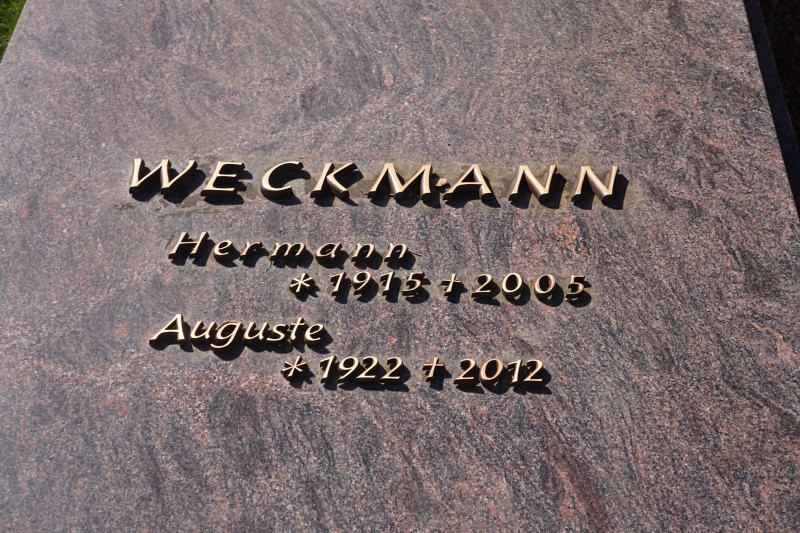 WECKMANN
Hermann
* 1915 † 2005
Auguste
* 1922 † 2012